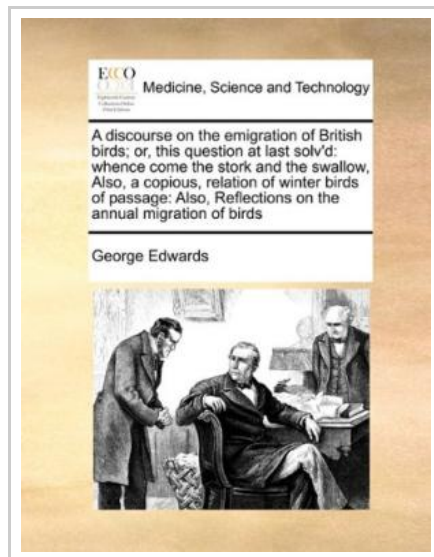 ECCO
Medicine, Science and Technology
A discourse on the emigration of British
birds; or, this question at last solv'd:
whence come the stork and the swallow,
Also, a copious, relation of winter birds
of passage: Also, Reflections on the
annual migration of birds
George Edwards